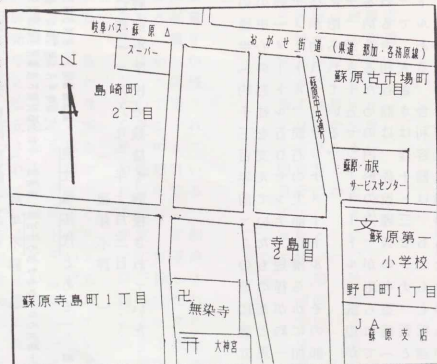 岐阜バス・蘇原 △
おがせ街道 (県道 那加・各務原線)
スーパー
N
島崎町
2丁目
蘇原中央通り
蘇原古市場町
1丁目
蘇原・市民
サービスセンター
文
蘇原第一
小学校
寺島町
2丁目
蘇原寺島町1丁目
卍
無染寺
大神宮
野口町1丁目
JA蘇原支店